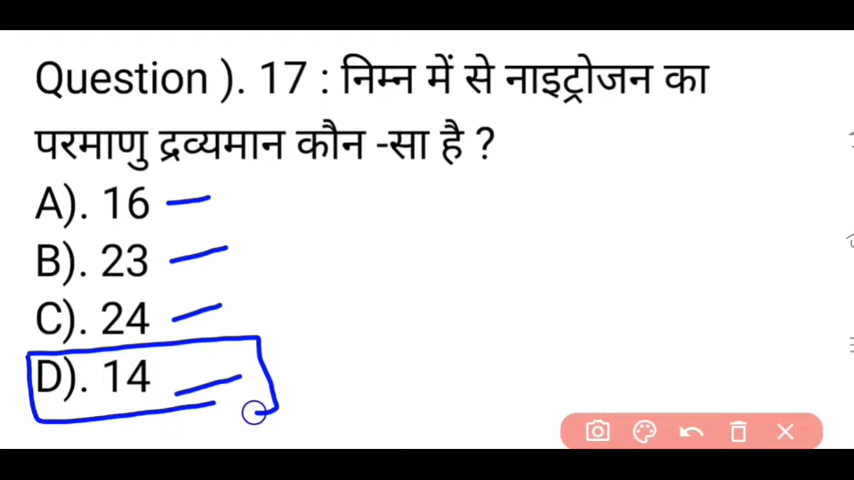 Question ). 17 : निम्न में से नाइट्रोजन का
परमाणु द्रव्यमान कौन -सा है ?
A). 16
B). 23
C). 24
D). 14